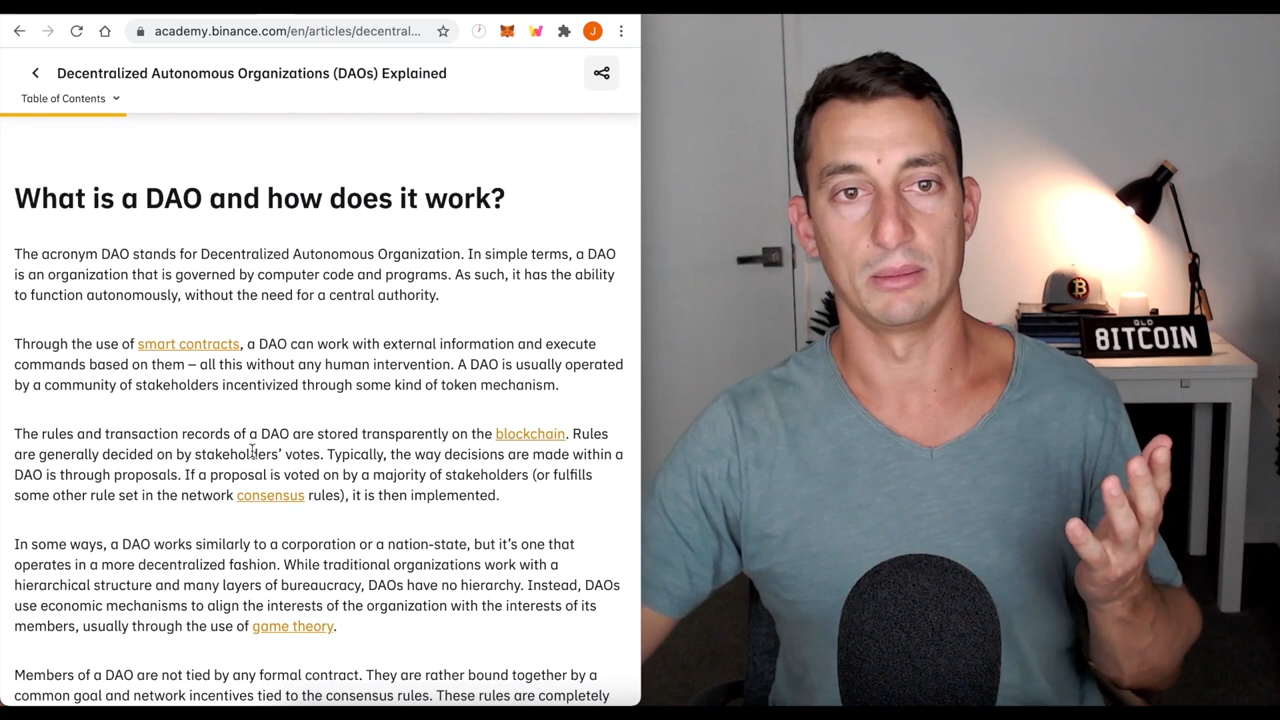 academy.binance.com/en/articles/decentral...
J
Decentralized Autonomous Organizations (DAOs) Explained
Table of Contents
What is a DAO and how does it work?
The acronym DAO stands for Decentralized Autonomous Organization. In simple terms, a DAO
is an organization that is governed by computer code and programs. As such, it has the ability
to function autonomously, without the need for a central authority.
Through the use of smart contracts, a DAO can work with external information and execute
commands based on them – all this without any human intervention. A DAO is usually operated
by a community of stakeholders incentivized through some kind of token mechanism.
The rules and transaction records of a DAO are stored transparently on the blockchain. Rules
are generally decided on by stakeholders’ votes. Typically, the way decisions are made within a
DAO is through proposals. If a proposal is voted on by a majority of stakeholders (or fulfills
some other rule set in the network consensus rules), it is then implemented.
In some ways, a DAO works similarly to a corporation or a nation-state, but it’s one that
operates in a more decentralized fashion. While traditional organizations work with a
hierarchical structure and many layers of bureaucracy, DAOs have no hierarchy. Instead, DAOs
use economic mechanisms to align the interests of the organization with the interests of its
members, usually through the use of game theory.
Members of a DAO are not tied by any formal contract. They are rather bound together by a
common goal and network incentives tied to the consensus rules. These rules are completely
QLD
8ITCOIN